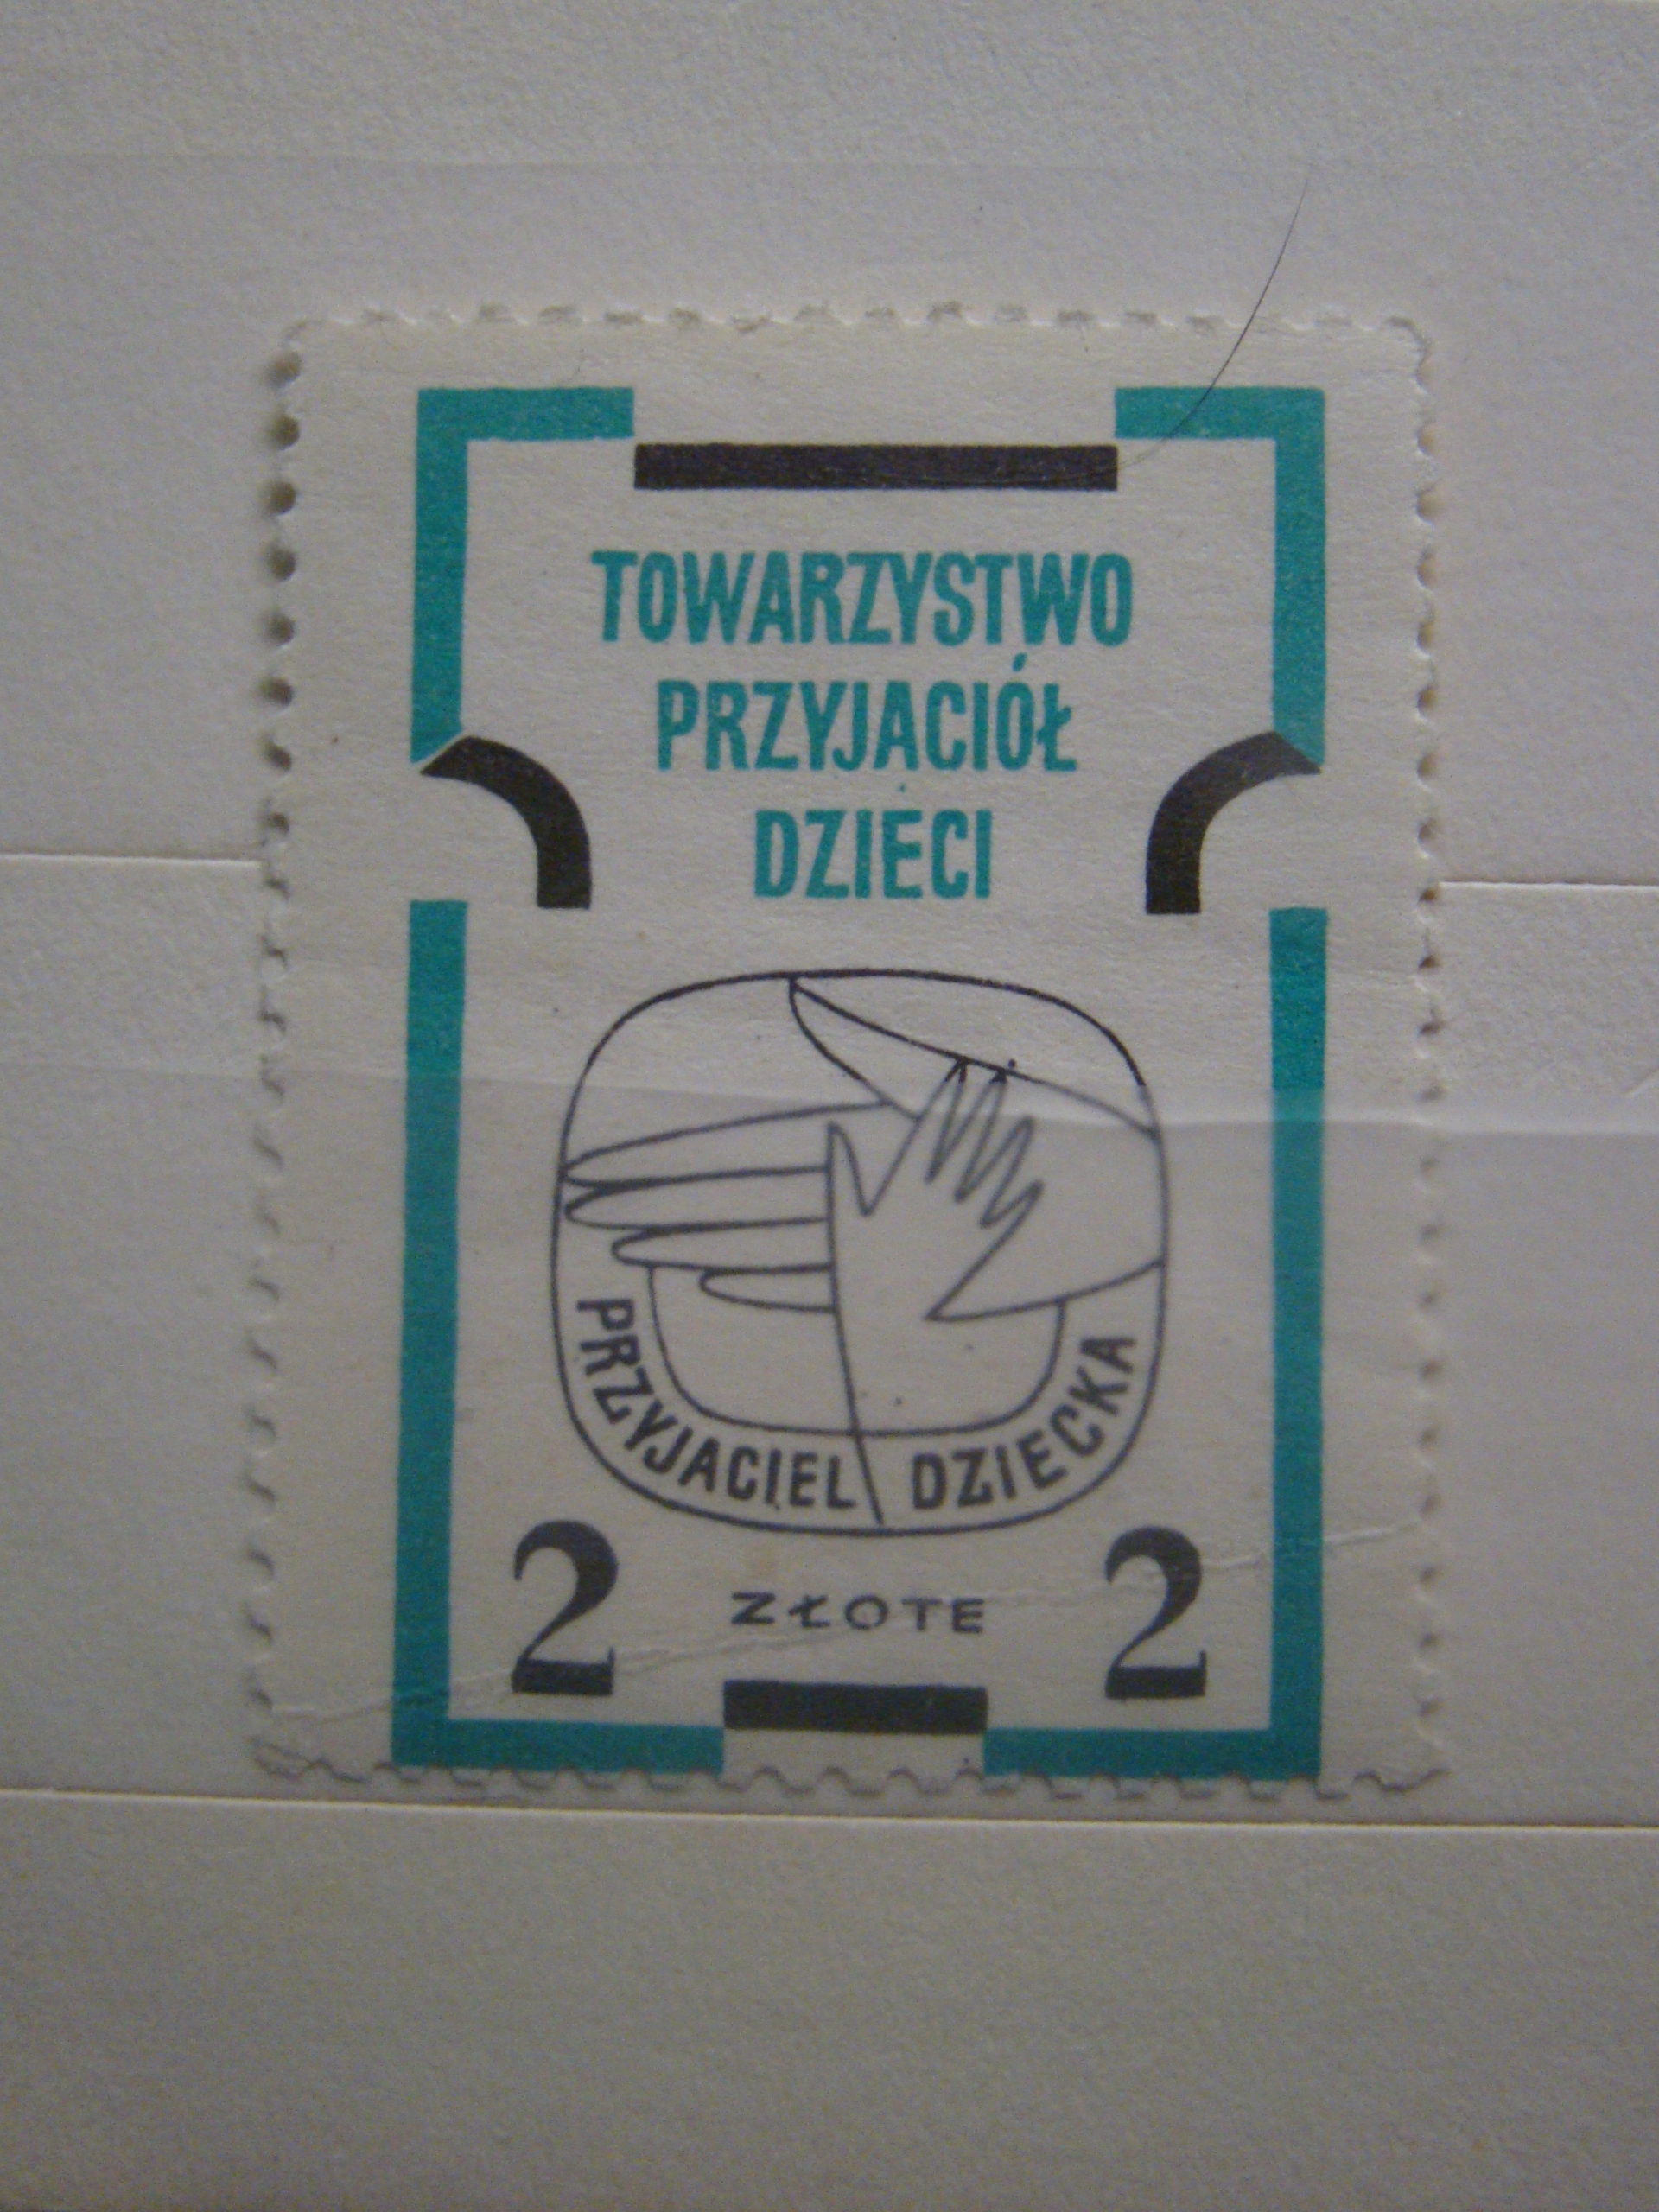 TOWARZYSTWO
PRZYJACIÓŁ
DZIECI
PRZYJACIEL DZIECKA
2 ZŁOTE 2